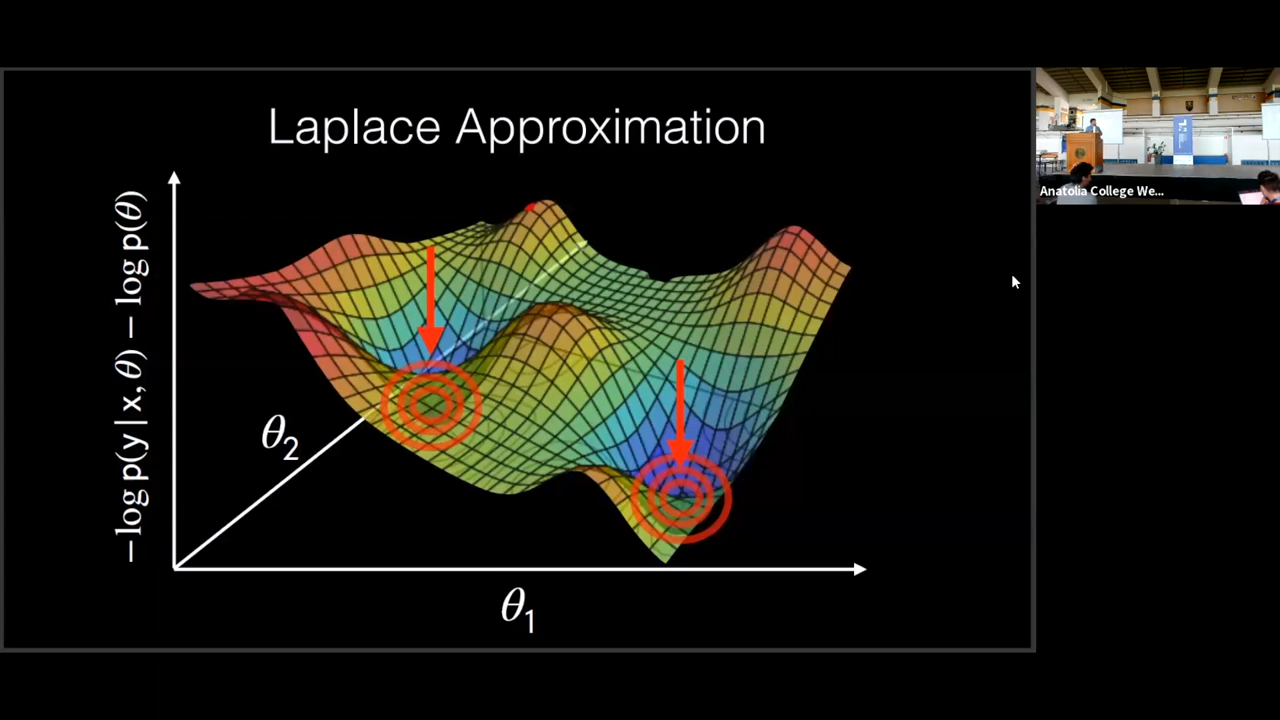 Laplace Approximation
−log p(y | x, θ) − log p(θ)
θ₂
θ₁
Anatolia College We...